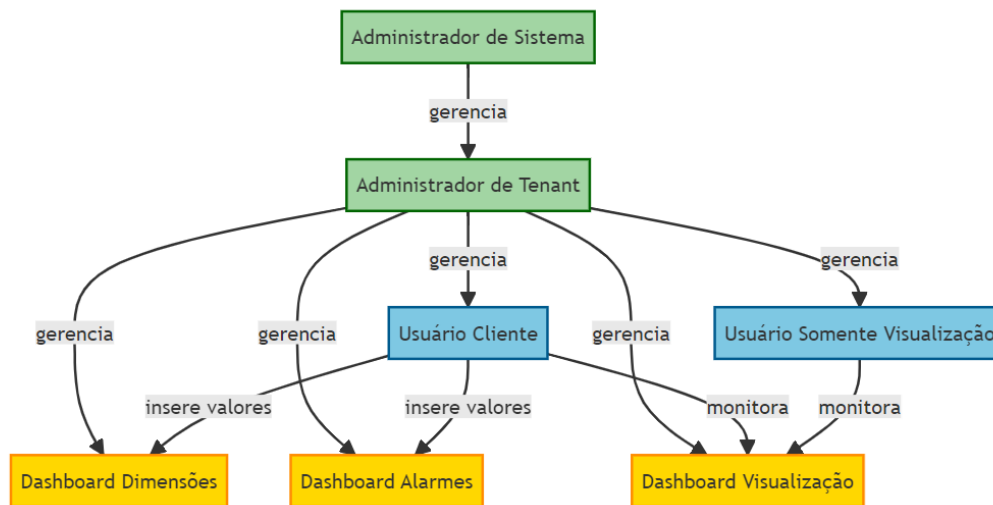 Administrador de Sistema
gerencia
Administrador de Tenant
gerencia
gerencia
gerencia
gerencia
gerencia
Usuário Cliente
Usuário Somente Visualização
insere valores
insere valores
monitora
monitora
Dashboard Dimensões
Dashboard Alarmes
Dashboard Visualização